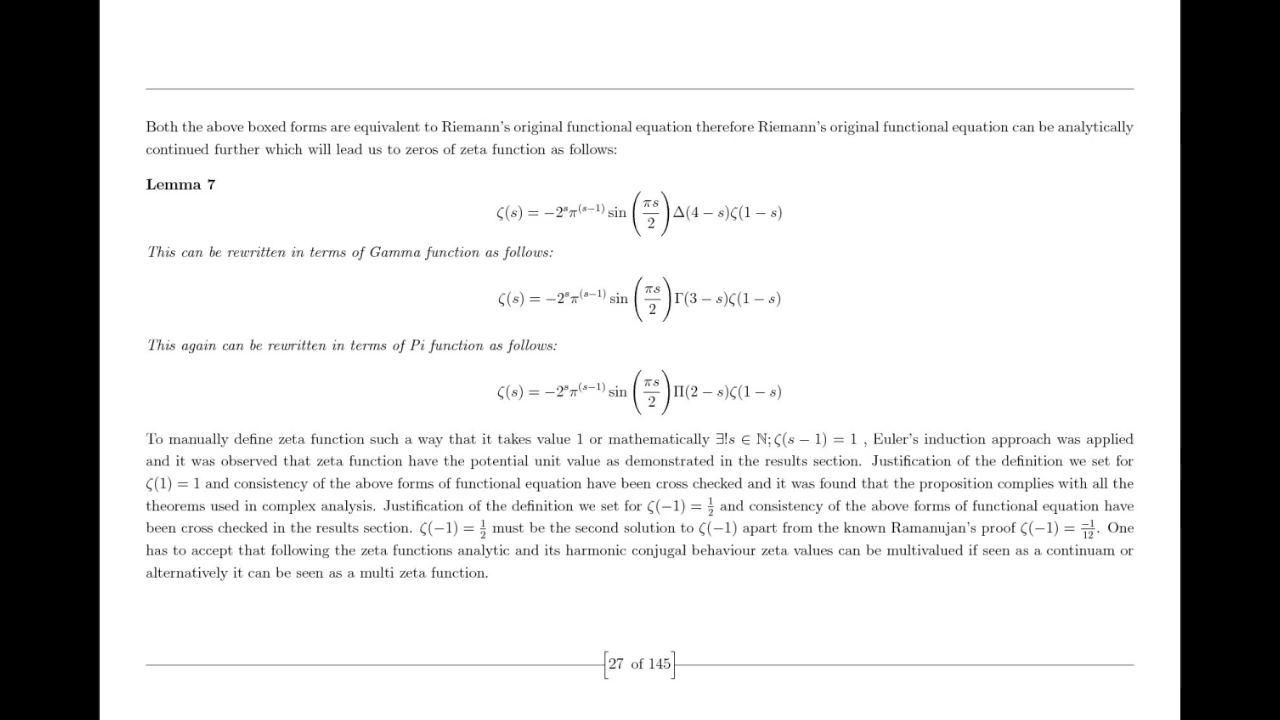 Both the above boxed forms are equivalent to Riemann's original functional equation therefore Riemann's original functional equation can be analytically
continued further which will lead us to zeros of zeta function as follows:
Lemma 7
ζ(s) = −2^s π^(s−1) sin (πs/2) Δ(4 − s)ζ(1 − s)
This can be rewritten in terms of Gamma function as follows:
ζ(s) = −2^s π^(s−1) sin (πs/2) Γ(3 − s)ζ(1 − s)
This again can be rewritten in terms of Pi function as follows:
ζ(s) = −2^s π^(s−1) sin (πs/2) Π(2 − s)ζ(1 − s)
To manually define zeta function such a way that it takes value 1 or mathematically ∃!s ∈ ℕ; ζ(s − 1) = 1 , Euler's induction approach was applied
and it was observed that zeta function have the potential unit value as demonstrated in the results section. Justification of the definition we set for
ζ(1) = 1 and consistency of the above forms of functional equation have been cross checked and it was found that the proposition complies with all the
theorems used in complex analysis. Justification of the definition we set for ζ(−1) = 1/2 and consistency of the above forms of functional equation have
been cross checked in the results section. ζ(−1) = 1/2 must be the second solution to ζ(−1) apart from the known Ramanujan's proof ζ(−1) = −1/12. One
has to accept that following the zeta functions analytic and its harmonic conjugal behaviour zeta values can be multivalued if seen as a continuam or
alternatively it can be seen as a multi zeta function.
[27 of 145]